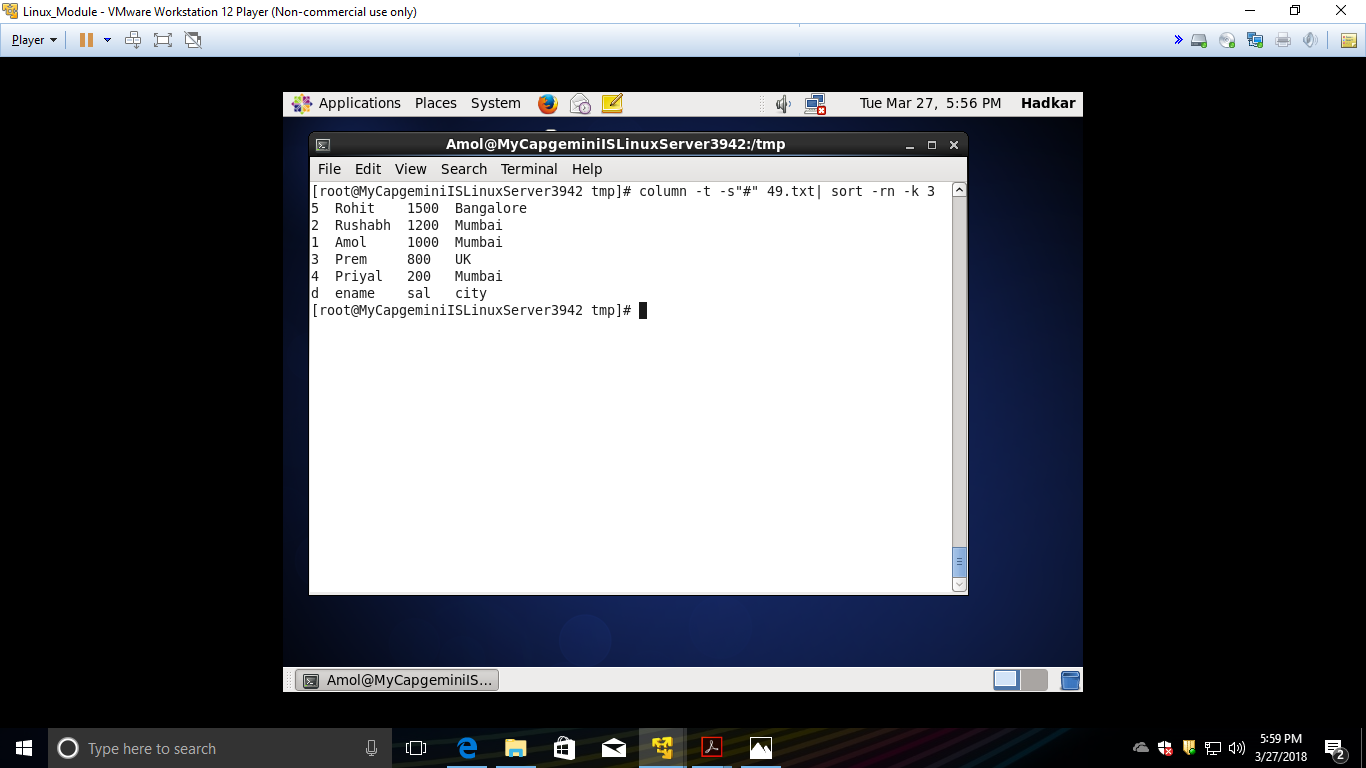 Linux_Module - VMware Workstation 12 Player (Non-commercial use only)
Player
Applications Places System Tue Mar 27, 5:56 PM Hadkar
Amol@MyCapgeminiISLinuxServer3942:/tmp
File Edit View Search Terminal Help
[root@MyCapgeminiISLinuxServer3942 tmp]# column -t -s"#" 49.txt| sort -rn -k 3
5 Rohit 1500 Bangalore
2 Rushabh 1200 Mumbai
1 Amol 1000 Mumbai
3 Prem 800 UK
4 Priyal 200 Mumbai
d ename sal city
[root@MyCapgeminiISLinuxServer3942 tmp]#
Amol@MyCapgeminiIS...
Type here to search
5:59 PM
3/27/2018
2